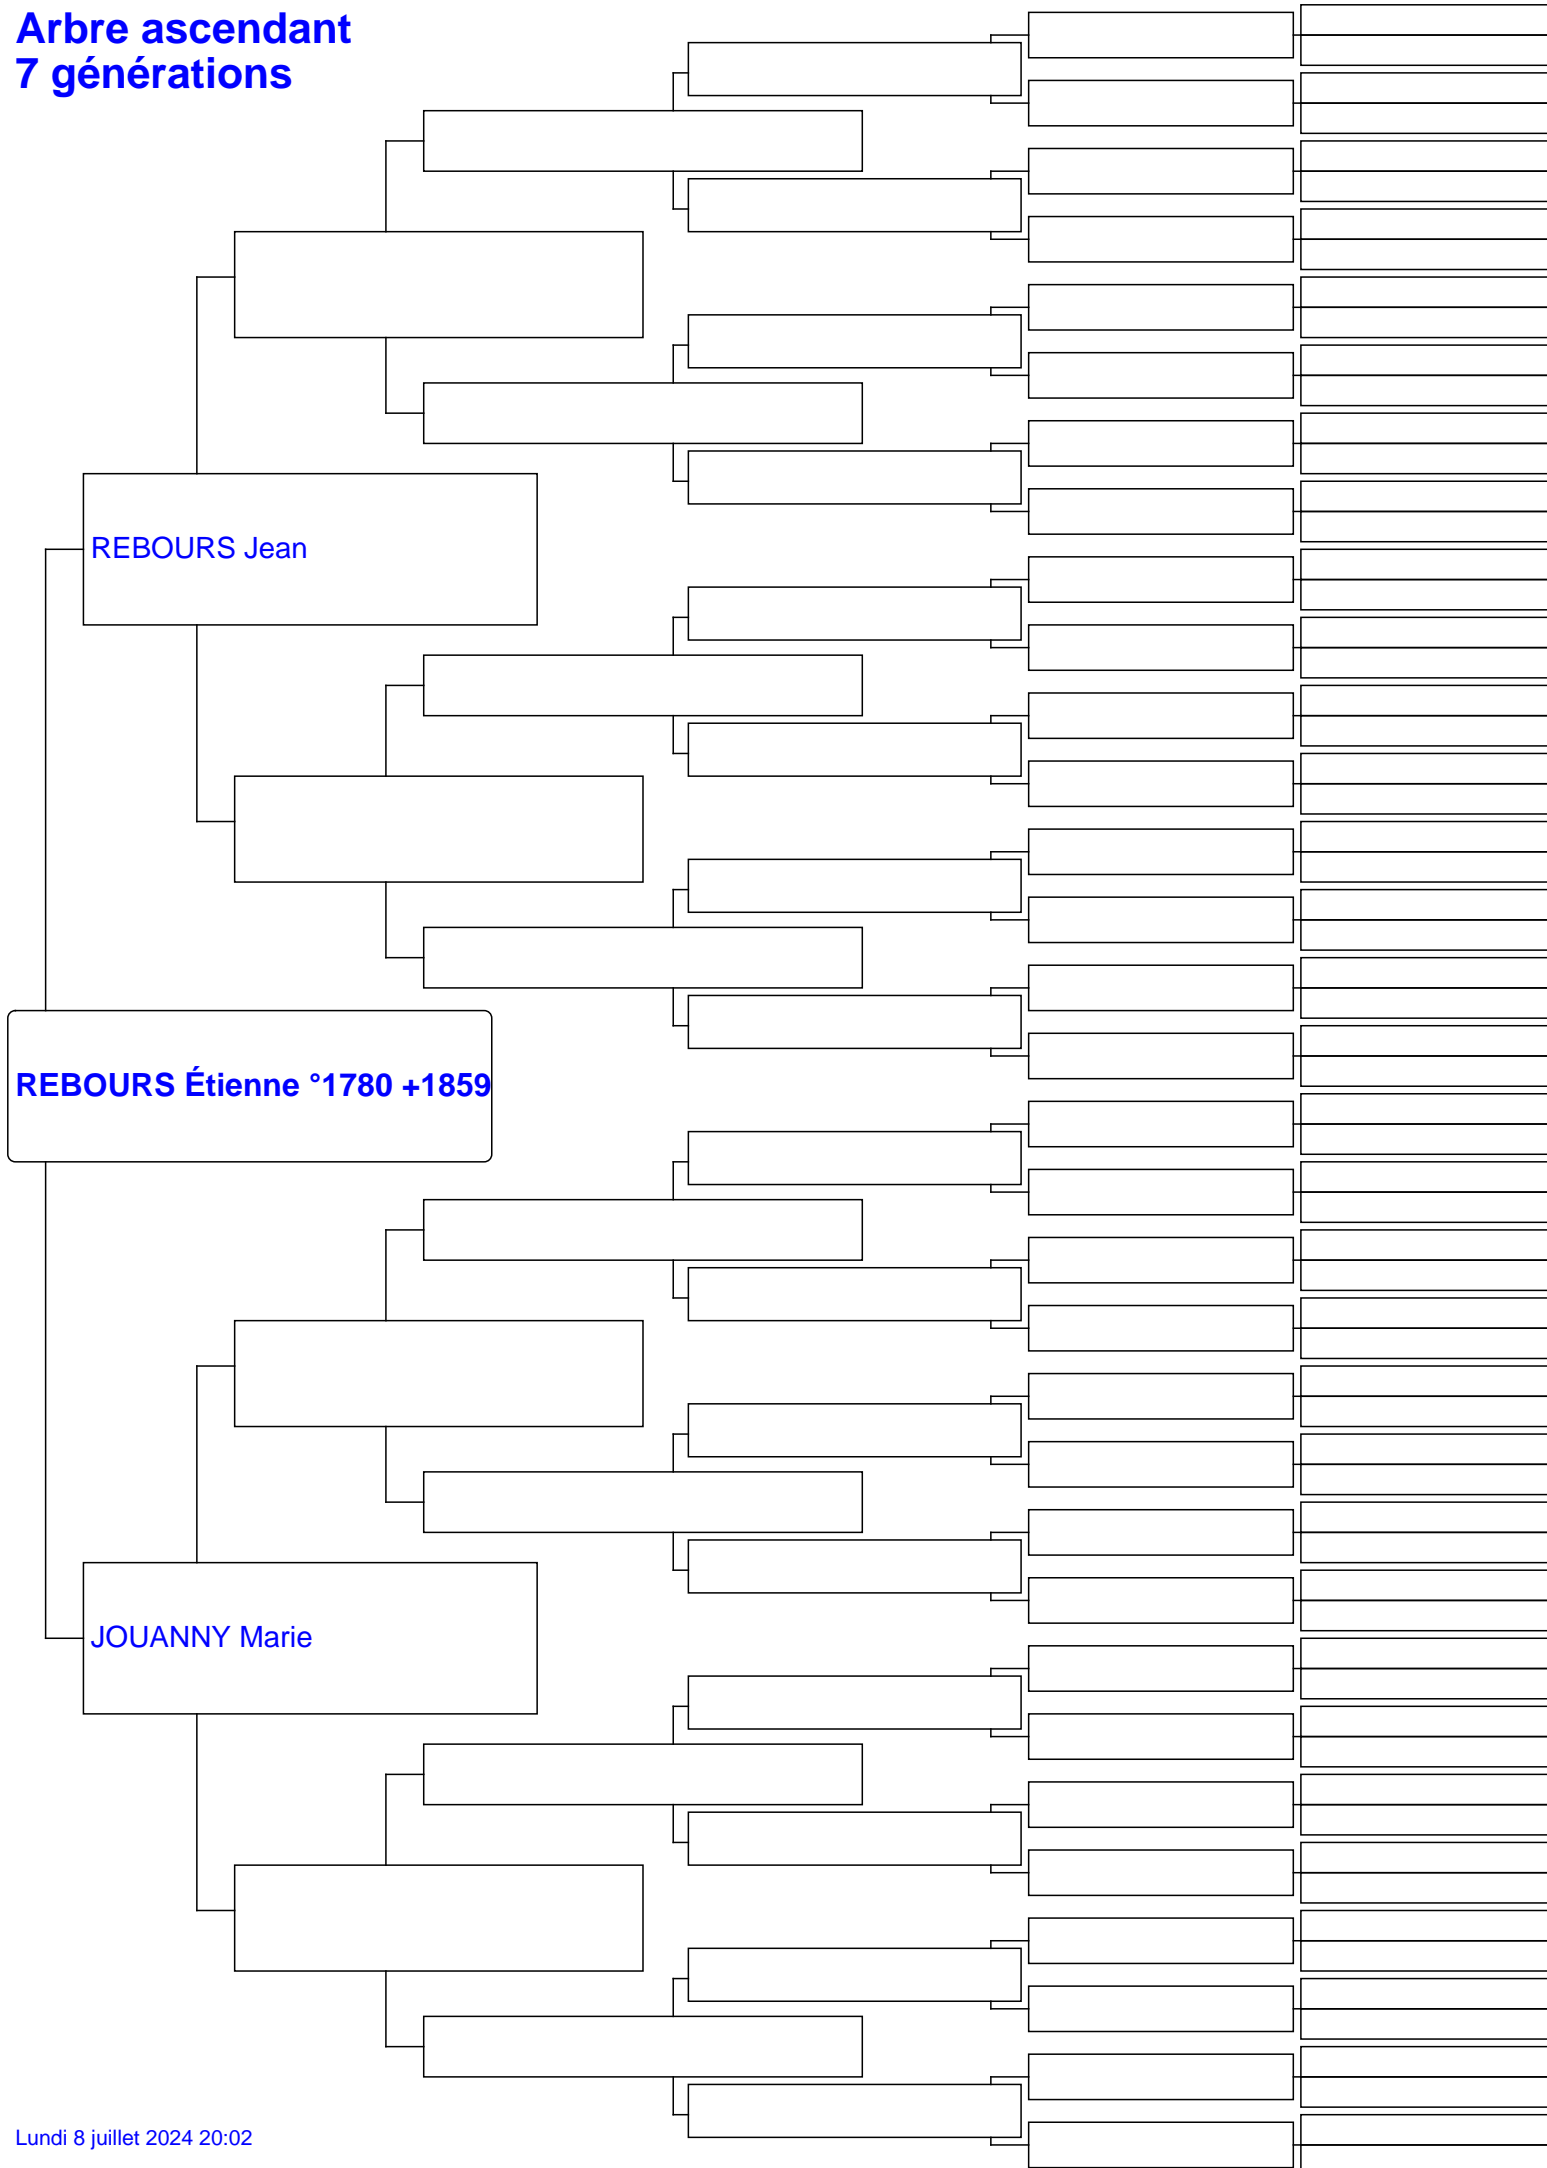 Arbre ascendant
7 générations
REBOURS Jean
REBOURS Étienne °1780 +1859
JOUANNY Marie
Lundi 8 juillet 2024 20:02